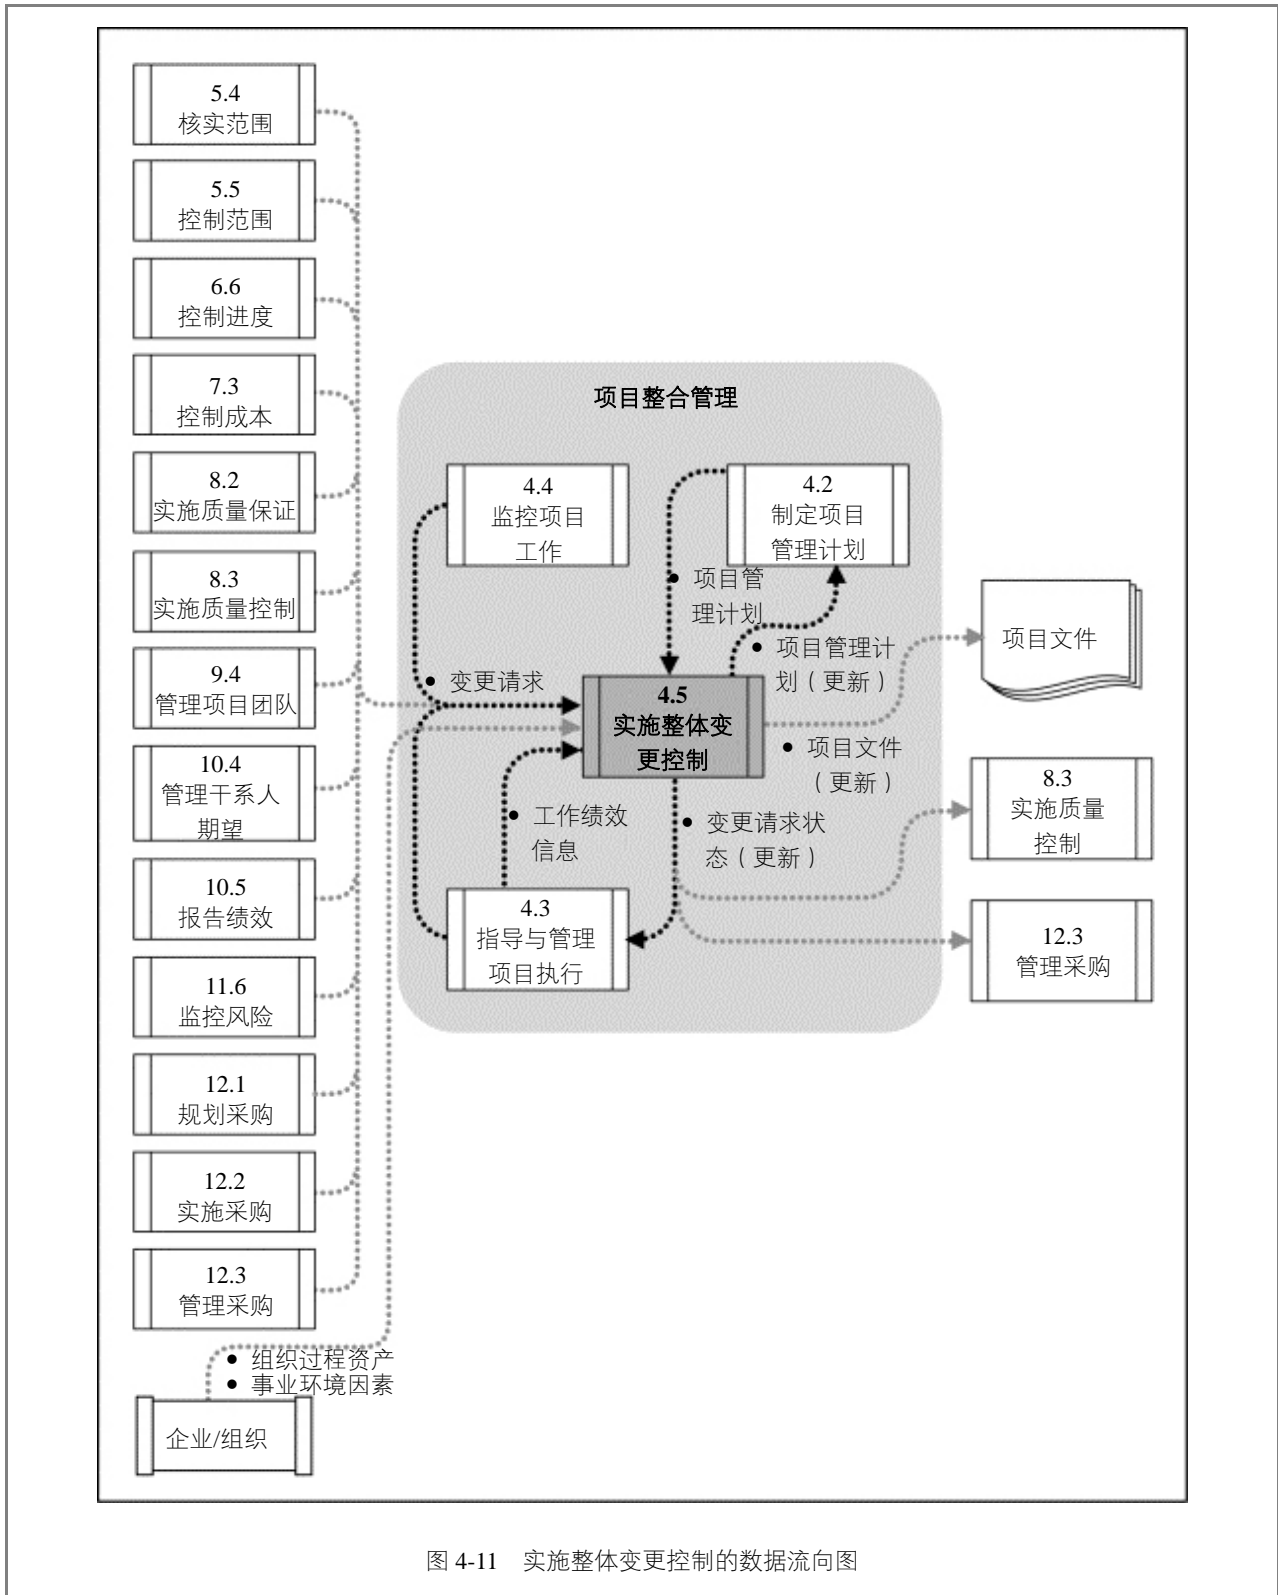 5.4
核实范围
5.5
控制范围
6.6
控制进度
7.3
控制成本
8.2
实施质量保证
8.3
实施质量控制
9.4
管理项目团队
10.4
管理干系人
期望
10.5
报告绩效
11.6
监控风险
12.1
规划采购
12.2
实施采购
12.3
管理采购
● 组织过程资产
● 事业环境因素
企业/组织
项目整合管理
4.4
监控项目
工作
4.2
制定项目
管理计划
● 项目管
理计划
● 项目管理计
划（更新）
● 变更请求
4.5
实施整体变
更控制
● 项目文件
（更新）
● 工作绩效
信息
● 变更请求状
态（更新）
4.3
指导与管理
项目执行
项目文件
8.3
实施质量
控制
12.3
管理采购
图 4-11 实施整体变更控制的数据流向图